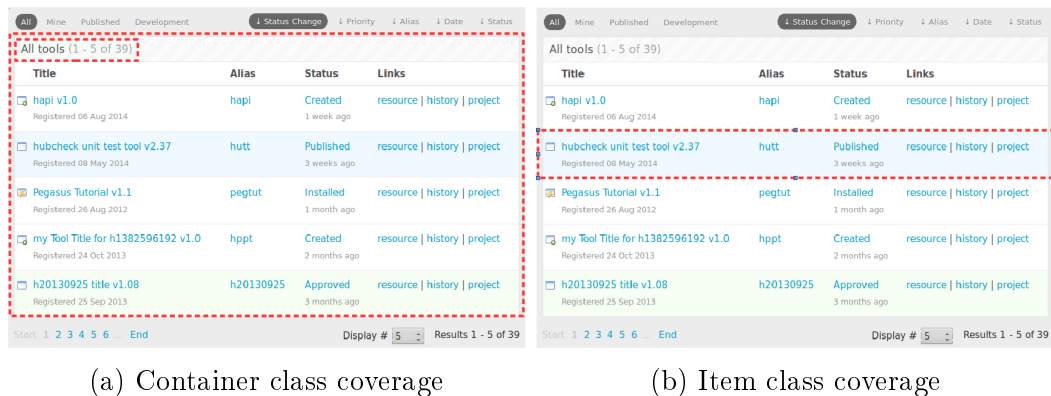 All Mine Published Development ↓ Status Change ↓ Priority ↓ Alias ↓ Date ↓ Status
All tools (1 - 5 of 39)
Title Alias Status Links
hapi v1.0 hapi Created resource | history | project
Registered 06 Aug 2014 1 week ago
hubcheck unit test tool v2.37 hutt Published resource | history | project
Registered 08 May 2014 3 weeks ago
Pegasus Tutorial v1.1 pegtut Installed resource | history | project
Registered 26 Aug 2012 1 month ago
my Tool Title for h1382596192 v1.0 hppt Created resource | history | project
Registered 24 Oct 2013 2 months ago
h20130925 title v1.08 h20130925 Approved resource | history | project
Registered 25 Sep 2013 3 months ago
Start 1 2 3 4 5 6 ... End Display # 5 Results 1 - 5 of 39
(a) Container class coverage
All Mine Published Development ↓ Status Change ↓ Priority ↓ Alias ↓ Date ↓ Status
All tools (1 - 5 of 39)
Title Alias Status Links
hapi v1.0 hapi Created resource | history | project
Registered 06 Aug 2014 1 week ago
hubcheck unit test tool v2.37 hutt Published resource | history | project
Registered 08 May 2014 3 weeks ago
Pegasus Tutorial v1.1 pegtut Installed resource | history | project
Registered 26 Aug 2012 1 month ago
my Tool Title for h1382596192 v1.0 hppt Created resource | history | project
Registered 24 Oct 2013 2 months ago
h20130925 title v1.08 h20130925 Approved resource | history | project
Registered 25 Sep 2013 3 months ago
Start 1 2 3 4 5 6 ... End Display # 5 Results 1 - 5 of 39
(b) Item class coverage